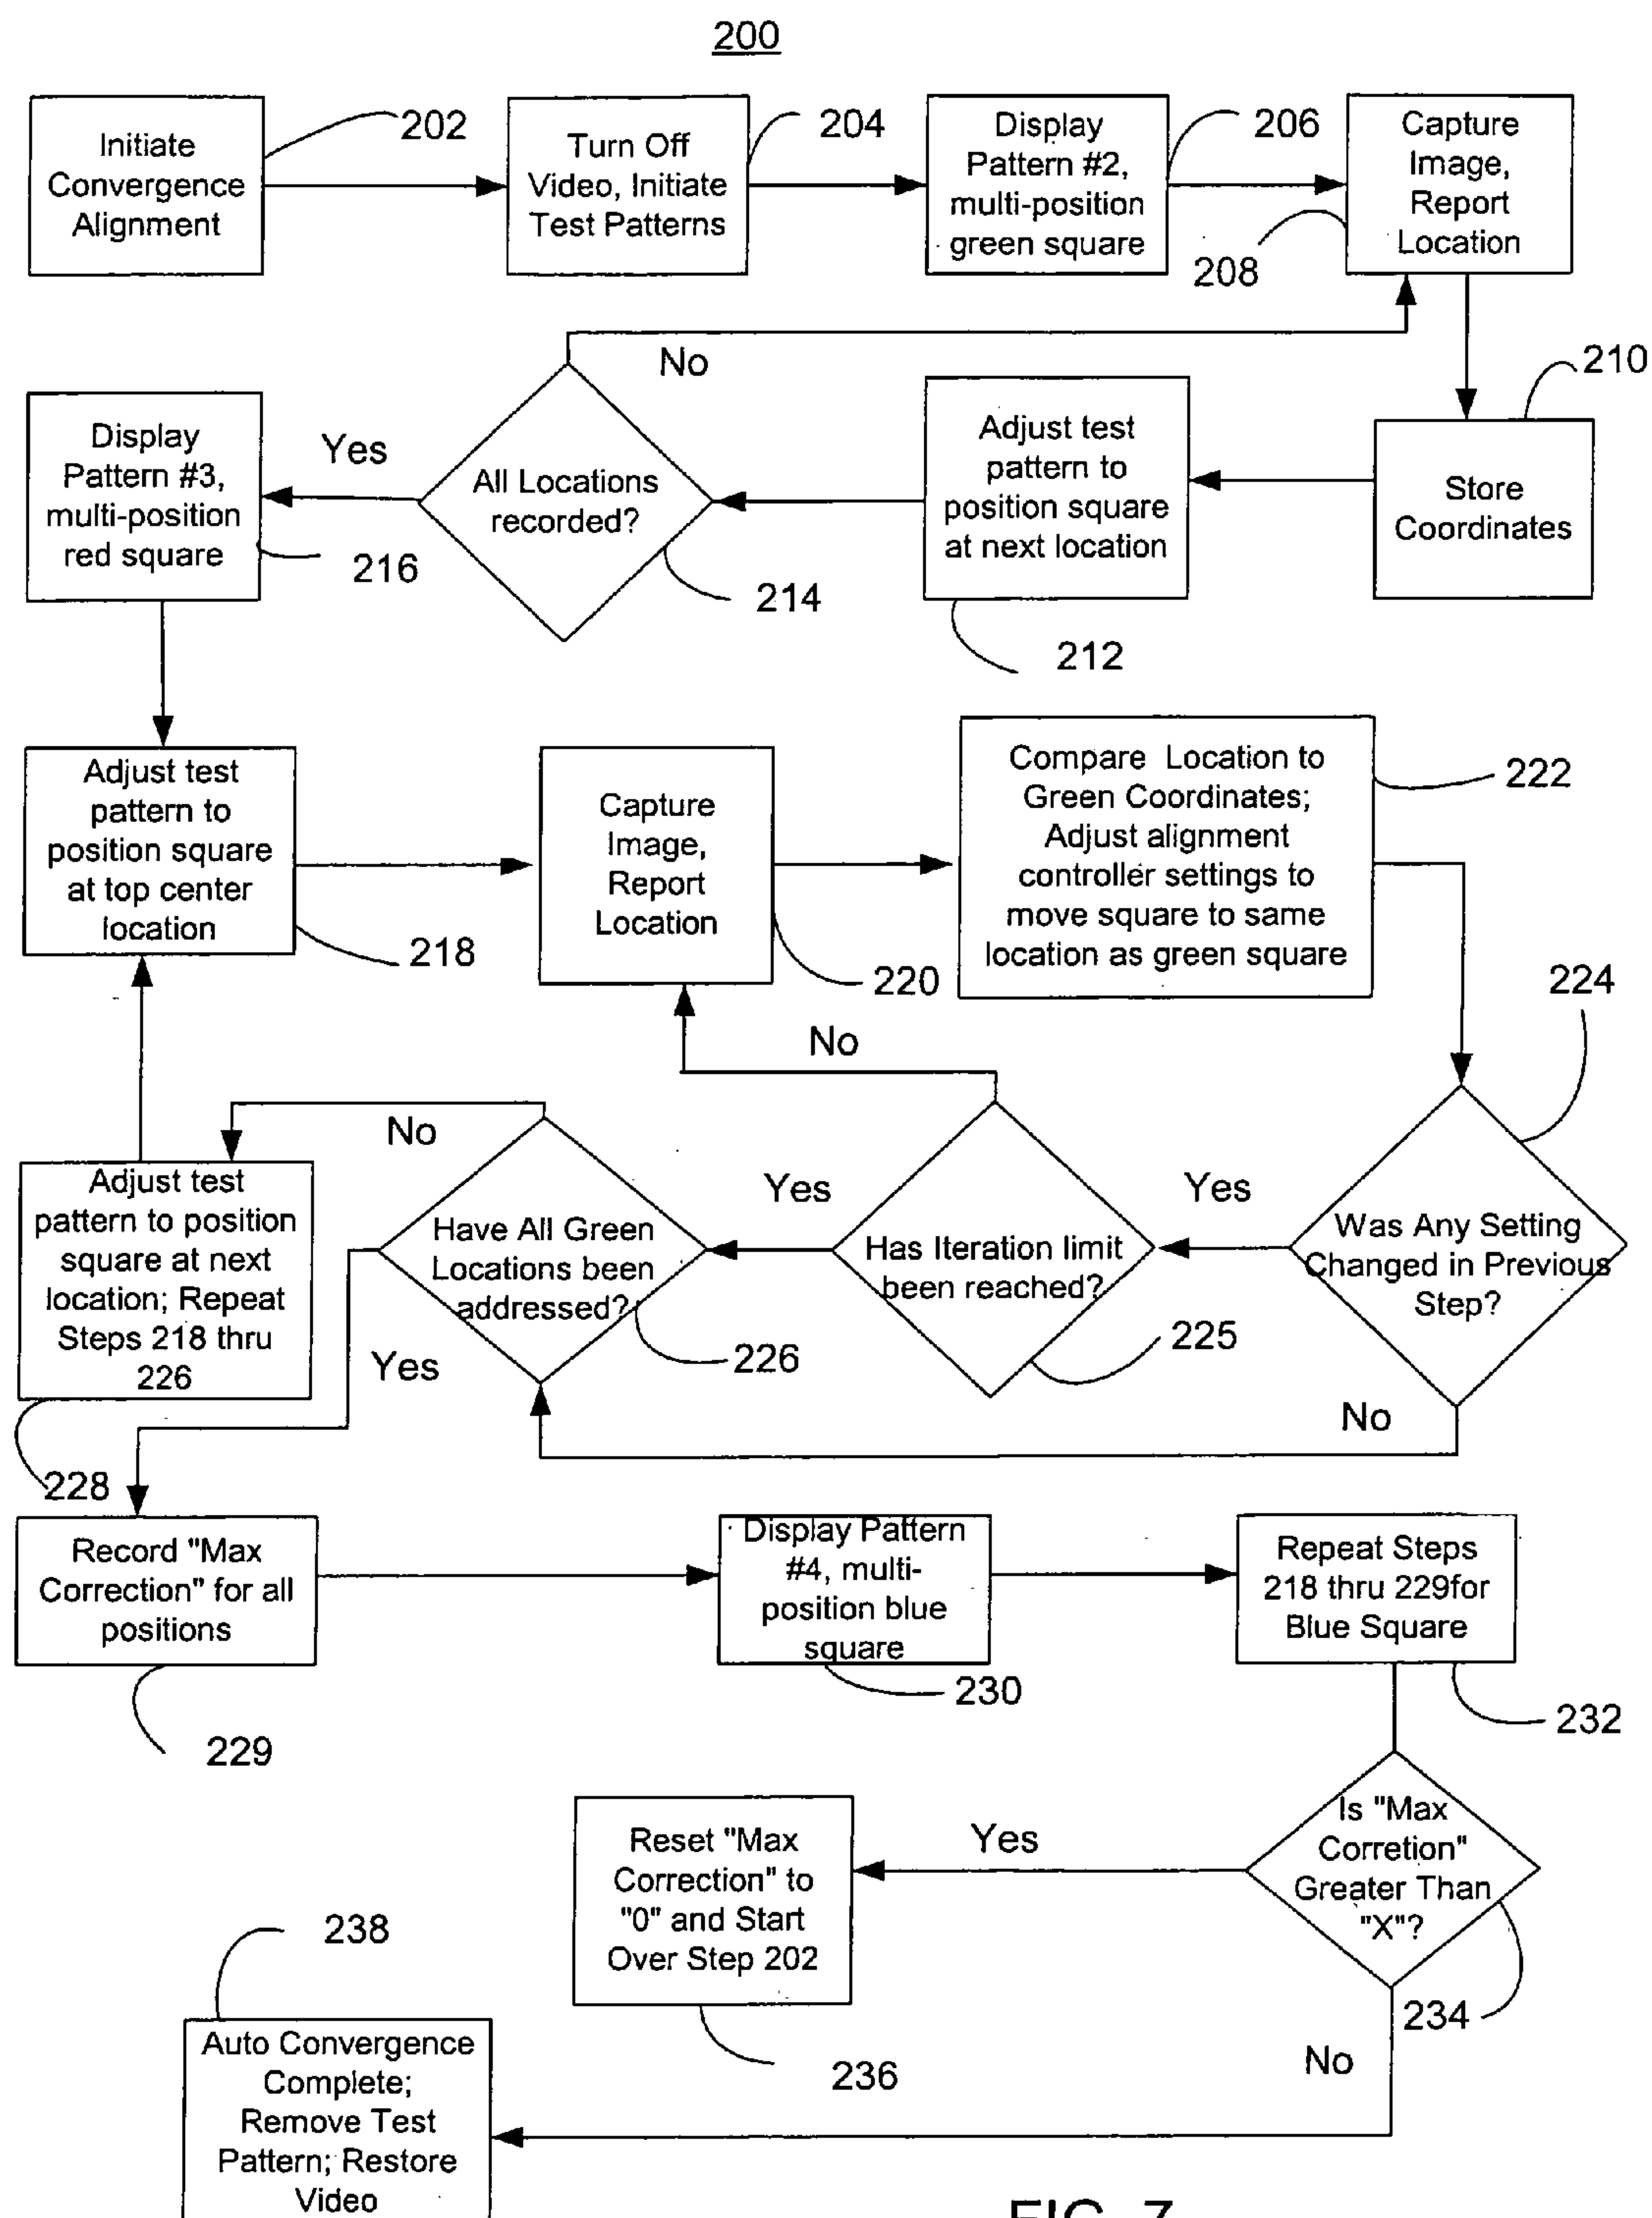 200
Initiate
Convergence
Alignment
202
Turn Off
Video, Initiate
Test Patterns
204
Display
Pattern #2,
multi-position
green square
206
Capture
Image,
Report
Location
208
210
Store
Coordinates
Adjust test
pattern to
position square
at next location
212
No
All Locations
recorded?
214
Yes
Display
Pattern #3,
multi-position
red square
216
Adjust test
pattern to
position square
at top center
location
218
Capture
Image,
Report
Location
220
Compare Location to
Green Coordinates;
Adjust alignment
controller settings to
move square to same
location as green square
222
224
Was Any Setting
Changed in Previous
Step?
Yes
No
Has Iteration limit
been reached?
225
No
Yes
Have All Green
Locations been
addressed?
226
No
Yes
Adjust test
pattern to position
square at next
location; Repeat
Steps 218 thru
226
228
Record "Max
Correction" for all
positions
229
Display Pattern
#4, multi-
position blue
square
230
Repeat Steps
218 thru 229for
Blue Square
232
Is "Max
Corretion"
Greater Than
"X"?
234
Yes
Reset "Max
Correction" to
"0" and Start
Over Step 202
236
No
238
Auto Convergence
Complete;
Remove Test
Pattern; Restore
Video
FIG. 7